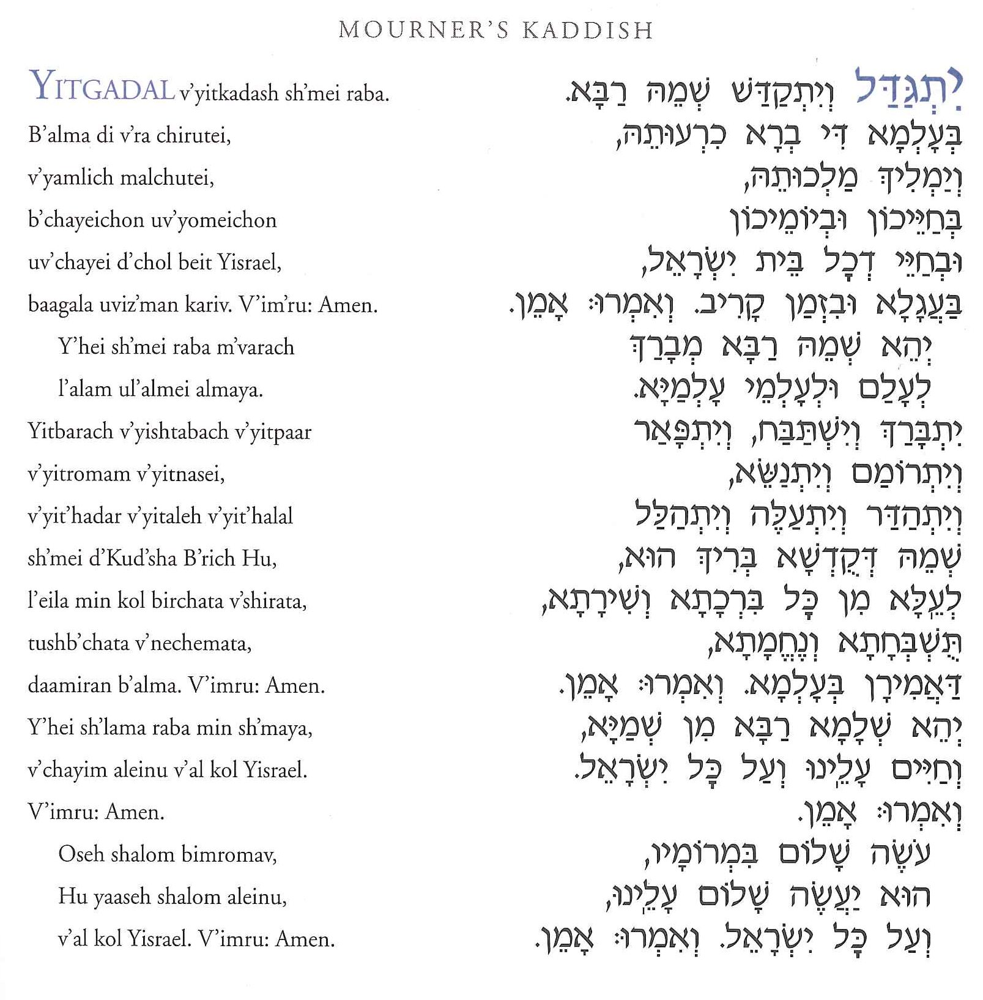 MOURNER’S KADDISH
YITGADAL v’yitkadash sh’mei raba.
B’alma di v’ra chirutei,
v’yamlich malchutei,
b’chayeichon uv’yomeichon
uv’chayei d’chol beit Yisrael,
baagala uviz’man kariv. V’im’ru: Amen.
Y’hei sh’mei raba m’varach
l’alam ul’almei almaya.
Yitbarach v’yishtabach v’yitpaar
v’yitromam v’yitnasei,
v’yit’hadar v’yitaleh v’yit’halal
sh’mei d’Kud’sha B’rich Hu,
l’eila min kol birchata v’shirata,
tushb’chata v’nechemata,
daamiran b’alma. V’imru: Amen.
Y’hei sh’lama raba min sh’maya,
v’chayim aleinu v’al kol Yisrael.
V’imru: Amen.
Oseh shalom bimromav,
Hu yaaseh shalom aleinu,
v’al kol Yisrael. V’imru: Amen.
יִתְגַּדַּל וְיִתְקַדַּשׁ שְׁמֵהּ רַבָּא.
בְּעָלְמָא דִּי בְרָא כִרְעוּתֵהּ,
וְיַמְלִיךְ מַלְכוּתֵהּ,
בְּחַיֵּיכוֹן וּבְיוֹמֵיכוֹן
וּבְחַיֵּי דְכׇל בֵּית יִשְׂרָאֵל,
בַּעֲגָלָא וּבִזְמַן קָרִיב. וְאִמְרוּ: אָמֵן.
יְהֵא שְׁמֵהּ רַבָּא מְבָרַךְ
לְעָלַם וּלְעָלְמֵי עָלְמַיָּא.
יִתְבָּרַךְ וְיִשְׁתַּבַּח, וְיִתְפָּאַר
וְיִתְרוֹמַם וְיִתְנַשֵּׂא,
וְיִתְהַדַּר וְיִתְעַלֶּה וְיִתְהַלַּל
שְׁמֵהּ דְּקֻדְשָׁא בְּרִיךְ הוּא,
לְעֵֽלָּא מִן כׇּל בִּרְכָתָא וְשִׁירָתָא,
תֻּשְׁבְּחָתָא וְנֶחֱמָתָא,
דַּאֲמִירָן בְּעָלְמָא. וְאִמְרוּ: אָמֵן.
יְהֵא שְׁלָמָא רַבָּא מִן שְׁמַיָּא,
וְחַיִּים עָלֵֽינוּ וְעַל כׇּל יִשְׂרָאֵל.
וְאִמְרוּ: אָמֵן.
עֹשֶׂה שָׁלוֹם בִּמְרוֹמָיו,
הוּא יַעֲשֶׂה שָׁלוֹם עָלֵֽינוּ,
וְעַל כׇּל יִשְׂרָאֵל. וְאִמְרוּ: אָמֵן.